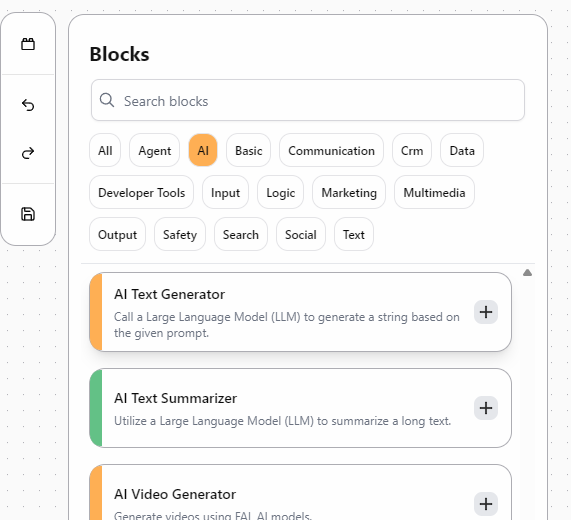 Blocks
Search blocks
All Agent AI Basic Communication Crm Data
Developer Tools Input Logic Marketing Multimedia
Output Safety Search Social Text
AI Text Generator
Call a Large Language Model (LLM) to generate a string based on
the given prompt.
AI Text Summarizer
Utilize a Large Language Model (LLM) to summarize a long text.
AI Video Generator
Generate videos using FAL AI models.